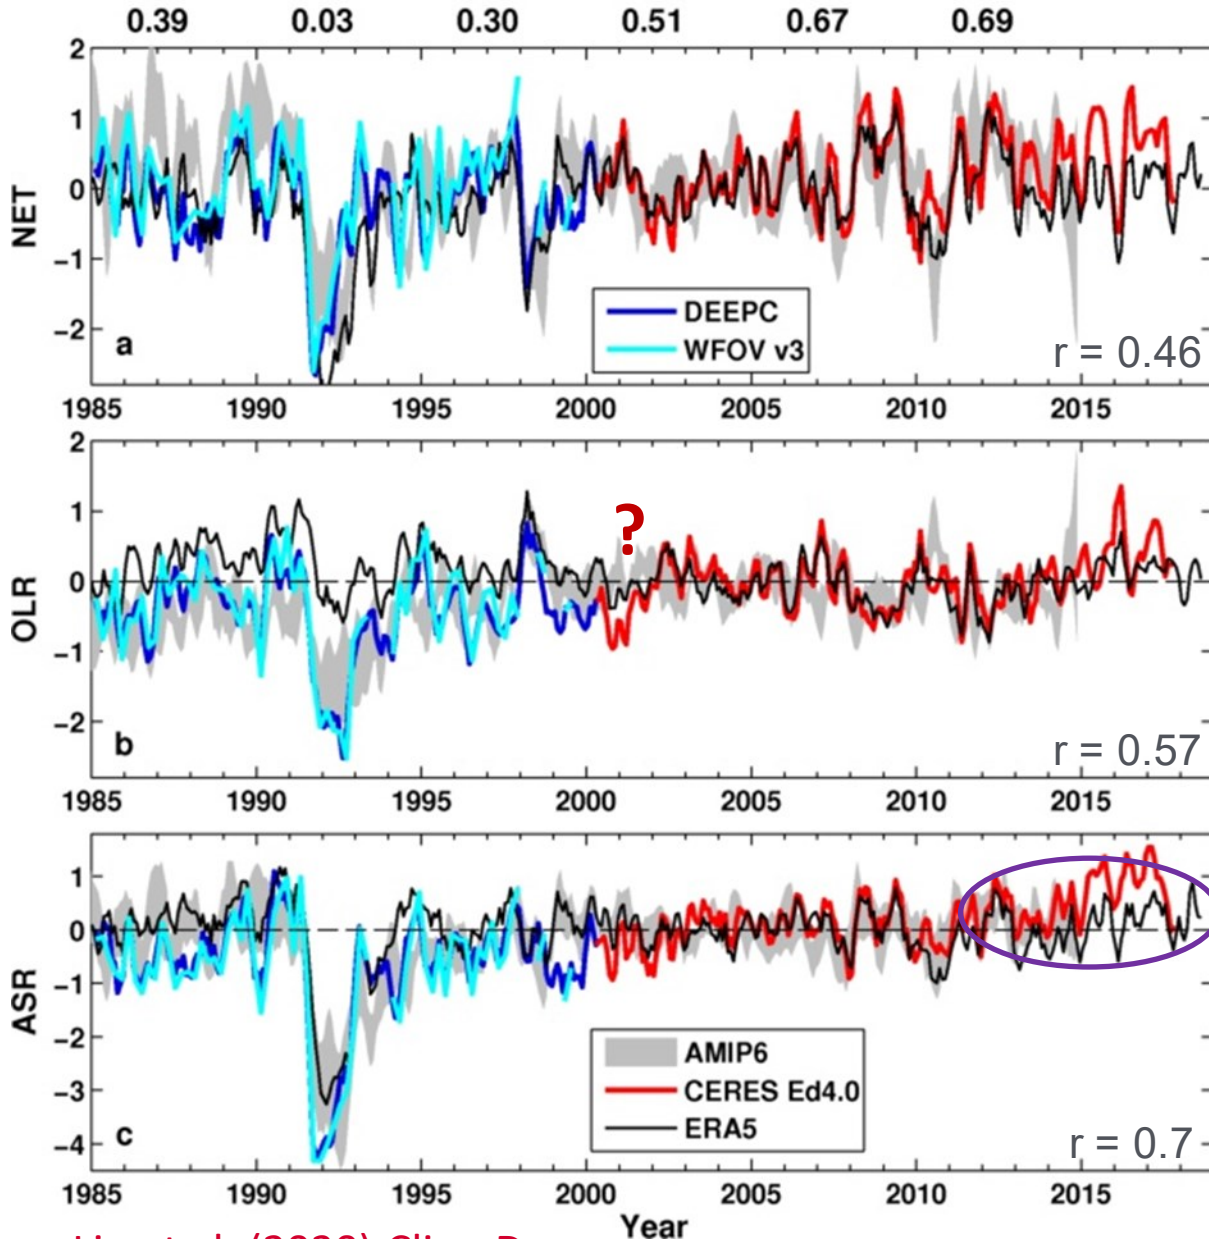 0.39 0.03 0.30 0.51 0.67 0.69
2
1
0
−1
−2
NET
a
DEEPC
WFOV v3
r = 0.46
1985 1990 1995 2000 2005 2010 2015
2
1
0
−1
−2
OLR
?
b
r = 0.57
1985 1990 1995 2000 2005 2010 2015
1
0
−1
−2
−3
−4
ASR
c
AMIP6
CERES Ed4.0
ERA5
r = 0.7
1985 1990 1995 2000 2005 2010 2015
Year
(2020)